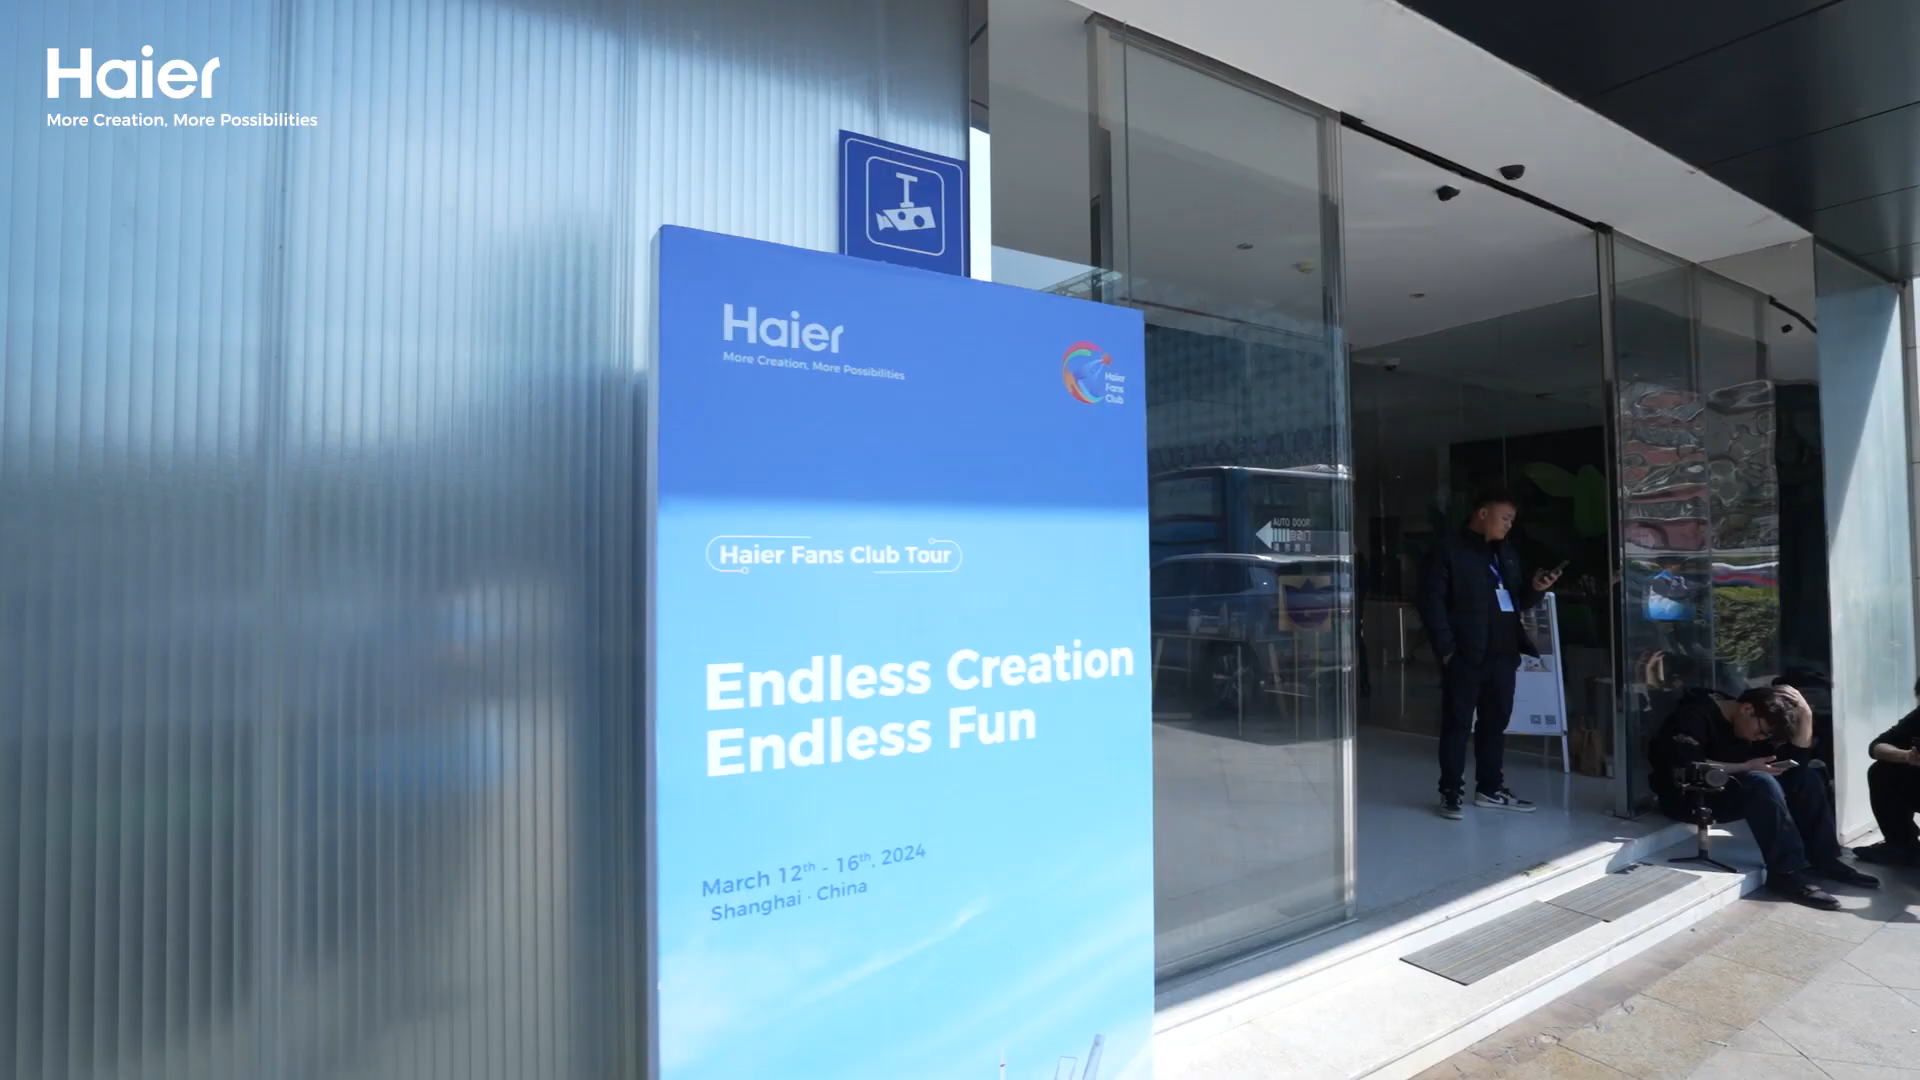 Haier
More Creation, More Possibilities
Haier
More Creation, More Possibilities
Haier
Fans
Club
Haier Fans Club Tour
Endless Creation
Endless Fun
March 12th - 16th, 2024
Shanghai · China
AUTO DOOR